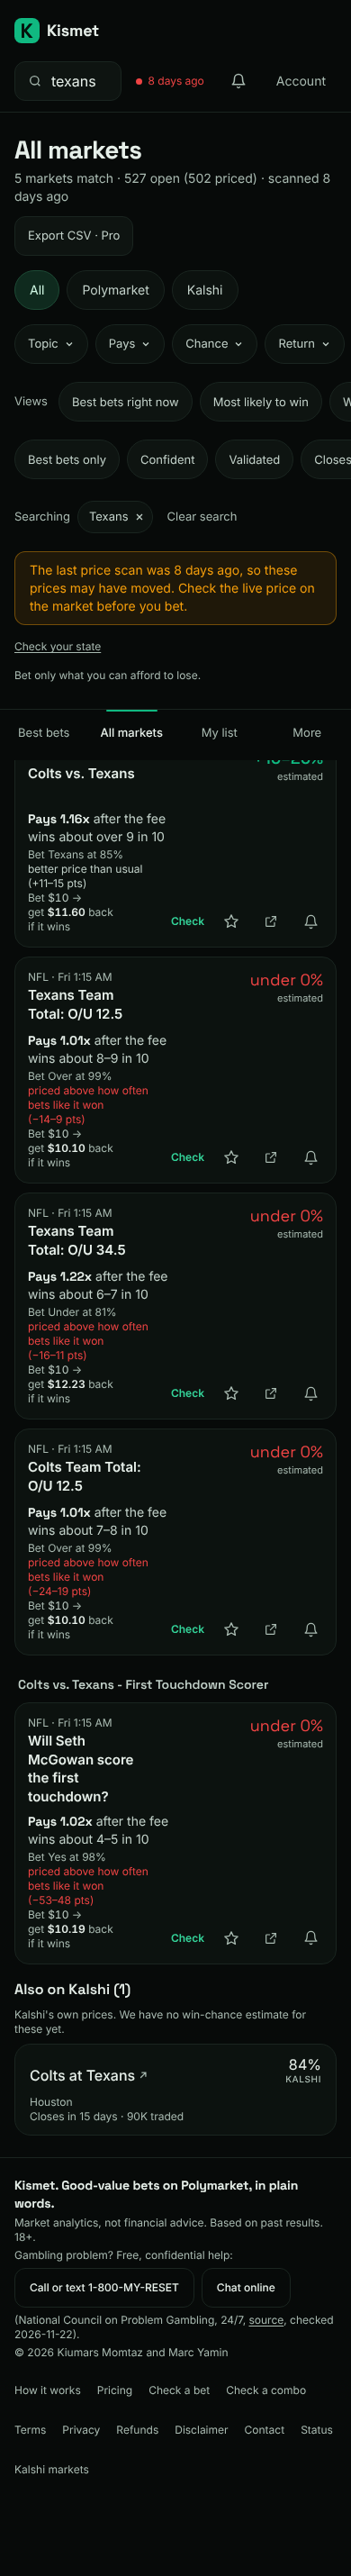 K Kismet
texans
8 days ago
Account
All markets
5 markets match · 527 open (502 priced) · scanned 8
days ago
Export CSV · Pro
All
Polymarket
Kalshi
Topic
Pays
Chance
Return
Views
Best bets right now
Most likely to win
Best bets only
Confident
Validated
Closes
Searching
Texans ×
Clear search
The last price scan was 8 days ago, so these
prices may have moved. Check the live price on
the market before you bet.
Check your state
Bet only what you can afford to lose.
Best bets
All markets
My list
More
Colts vs. Texans
estimated
Pays 1.16x after the fee
wins about over 9 in 10
Bet Texans at 85%
better price than usual
(+11–15 pts)
Bet $10 →
get $11.60 back
if it wins
Check
NFL · Fri 1:15 AM
under 0%
estimated
Texans Team
Total: O/U 12.5
Pays 1.01x after the fee
wins about 8–9 in 10
Bet Over at 99%
priced above how often
bets like it won
(−14–9 pts)
Bet $10 →
get $10.10 back
if it wins
Check
NFL · Fri 1:15 AM
under 0%
estimated
Texans Team
Total: O/U 34.5
Pays 1.22x after the fee
wins about 6–7 in 10
Bet Under at 81%
priced above how often
bets like it won
(−16–11 pts)
Bet $10 →
get $12.23 back
if it wins
Check
NFL · Fri 1:15 AM
under 0%
estimated
Colts Team Total:
O/U 12.5
Pays 1.01x after the fee
wins about 7–8 in 10
Bet Over at 99%
priced above how often
bets like it won
(−24–19 pts)
Bet $10 →
get $10.10 back
if it wins
Check
Colts vs. Texans - First Touchdown Scorer
NFL · Fri 1:15 AM
under 0%
estimated
Will Seth
McGowan score
the first
touchdown?
Pays 1.02x after the fee
wins about 4–5 in 10
Bet Yes at 98%
priced above how often
bets like it won
(−53–48 pts)
Bet $10 →
get $10.19 back
if it wins
Check
Also on Kalshi (1)
Kalshi's own prices. We have no win-chance estimate for
these yet.
Colts at Texans ↗
84%
KALSHI
Houston
Closes in 15 days · 90K traded
Kismet. Good-value bets on Polymarket, in plain
words.
Market analytics, not financial advice. Based on past results.
18+.
Gambling problem? Free, confidential help:
Call or text 1-800-MY-RESET
Chat online
(National Council on Problem Gambling, 24/7, source, checked
2026-11-22).
© 2026 Kiumars Momtaz and Marc Yamin
How it works
Pricing
Check a bet
Check a combo
Terms
Privacy
Refunds
Disclaimer
Contact
Status
Kalshi markets